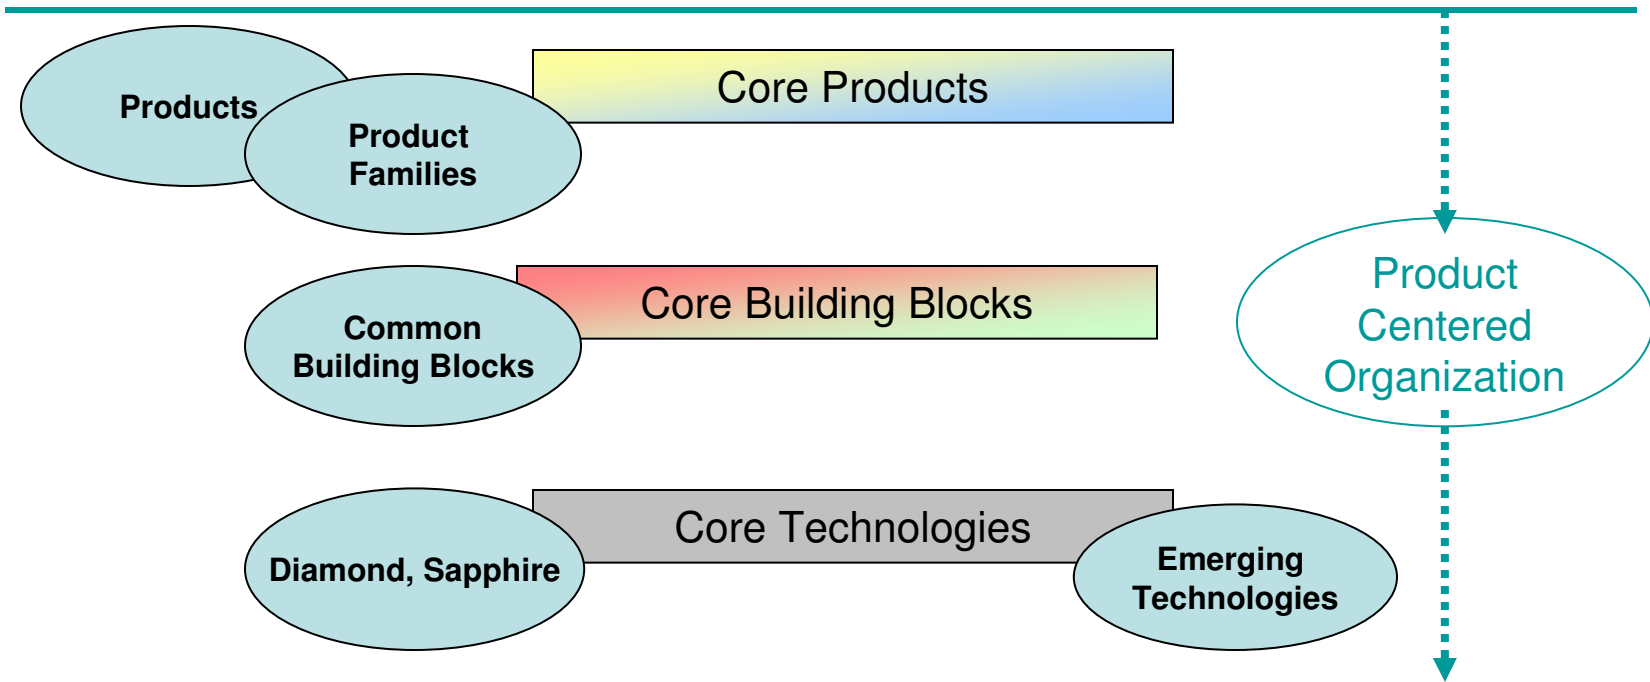 Products
Product
Families
Core Products
Common
Building Blocks
Core Building Blocks
Product
Centered
Organization
Diamond, Sapphire
Core Technologies
Emerging
Technologies